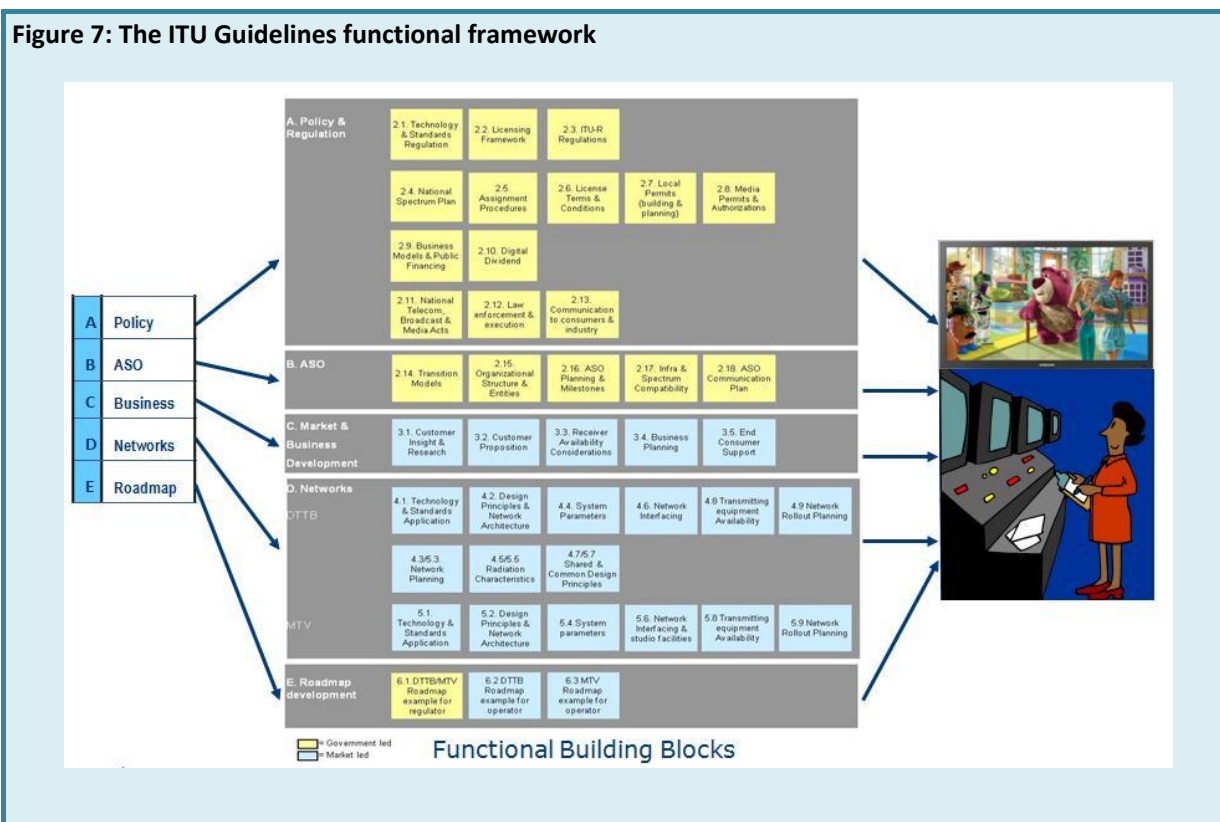 Figure 7: The ITU Guidelines functional framework
A Policy
B ASO
C Business
D Networks
E Roadmap
A. Policy &
Regulation
2.1. Technology
& Standards
Regulation
2.2. Licensing
Framework
2.3. ITU-R
Regulations
2.4. National
Spectrum Plan
2.5.
Assignment
Procedures
2.6. License
Terms &
Conditions
2.7. Local
Permits
(building &
planning)
2.8. Media
Permits &
Authorizations
2.9. Business
Models & Public
Financing
2.10. Digital
Dividend
2.11. National
Telecom,
Broadcast &
Media Acts
2.12. Law
enforcement &
execution
2.13.
Communication
to consumers &
industry
B. ASO
2.14. Transition
Models
2.15.
Organizational
Structure &
Entities
2.16. ASO
Planning &
Milestones
2.17. Infra &
Spectrum
Compatibility
2.18. ASO
Communication
Plan
C. Market &
Business
Development
3.1. Customer
Insight &
Research
3.2. Customer
Proposition
3.3. Receiver
Availability
Considerations
3.4. Business
Planning
3.5. End
Consumer
Support
D. Networks
DTTB
4.1. Technology
& Standards
Application
4.2. Design
Principles &
Network
Architecture
4.4. System
Parameters
4.6. Network
Interfacing
4.8 Transmitting
equipment
Availability
4.9 Network
Rollout Planning
4.3/5.3.
Network
Planning
4.5/5.5
Radiation
Characteristics
4.7/5.7
Shared &
Common Design
Principles
MTV
5.1.
Technology &
Standards
Application
5.2. Design
Principles &
Network
Architecture
5.4.System
parameters
5.6. Network
Interfacing &
studio facilities
5.8 Transmitting
equipment
Availability
5.9 Network
Rollout Planning
E. Roadmap
development
6.1.DTTB/MTV
Roadmap
example for
regulator
6.2 DTTB
Roadmap
example for
operator
6.3 MTV
Roadmap
example for
operator
= Government led
= Market led
Functional Building Blocks
SAMSUNG